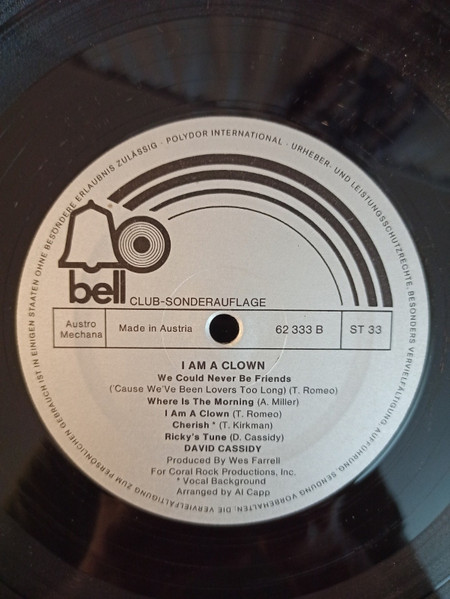 POLYDOR INTERNATIONAL · URHEBER- UND LEISTUNGSSCHUTZRECHTE, BESONDERS VERVIELFÄLTIGUNG, AUFFÜHRUNG, SENDUNG VORBEHALTEN. DIE VERVIELFÄLTIGUNG ZUM PERSÖNLICHEN GEBRAUCH IST IN EINIGEN STAATEN OHNE BESONDERE ERLAUBNIS ZULÄSSIG ·
bell CLUB-SONDERAUFLAGE
Austro Mechana
Made in Austria
62 333 B
ST 33
I AM A CLOWN
We Could Never Be Friends
('Cause We'Ve Been Lovers Too Long) (T. Romeo)
Where Is The Morning (A. Miller)
I Am A Clown (T. Romeo)
Cherish * (T. Kirkman)
Ricky's Tune (D. Cassidy)
DAVID CASSIDY
Produced By Wes Farrell
For Coral Rock Productions, Inc.
* Vocal Background
Arranged by Al Capp